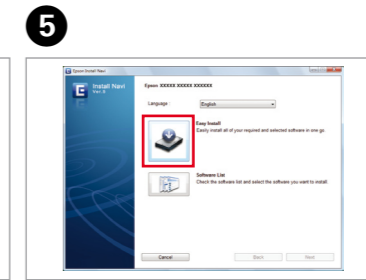 5
Epson Install Navi
Install Navi
Epson XXXXX XXXXX XXXXXX
Language
English
Easy Install
Easily install all of your required and selected software in one go.
Software List
Check the software list and select the software you want to install.
Cancel
Back
Next